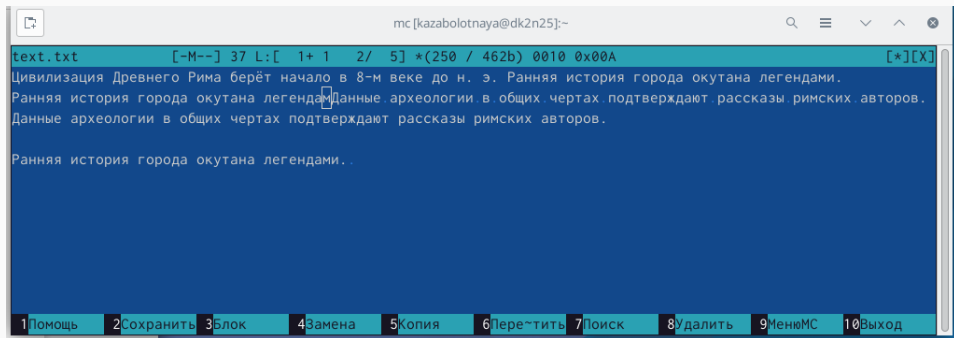 mc [kazabolotnaya@dk2n25]:~
text.txt [-M--] 37 L:[ 1+ 1 2/ 5] *(250 / 462b) 0010 0x00A [*][X]
Цивилизация Древнего Рима берёт начало в 8-м веке до н. э. Ранняя история города окутана легендами.
Ранняя история города окутана легендамДанные.археологии.в.общих.чертах.подтверждают.рассказы.римских.авторов.
Данные археологии в общих чертах подтверждают рассказы римских авторов.
Ранняя история города окутана легендами..
1Помощь 2Сохранить 3Блок 4Замена 5Копия 6Пере~тить 7Поиск 8Удалить 9МенюМС 10Выход